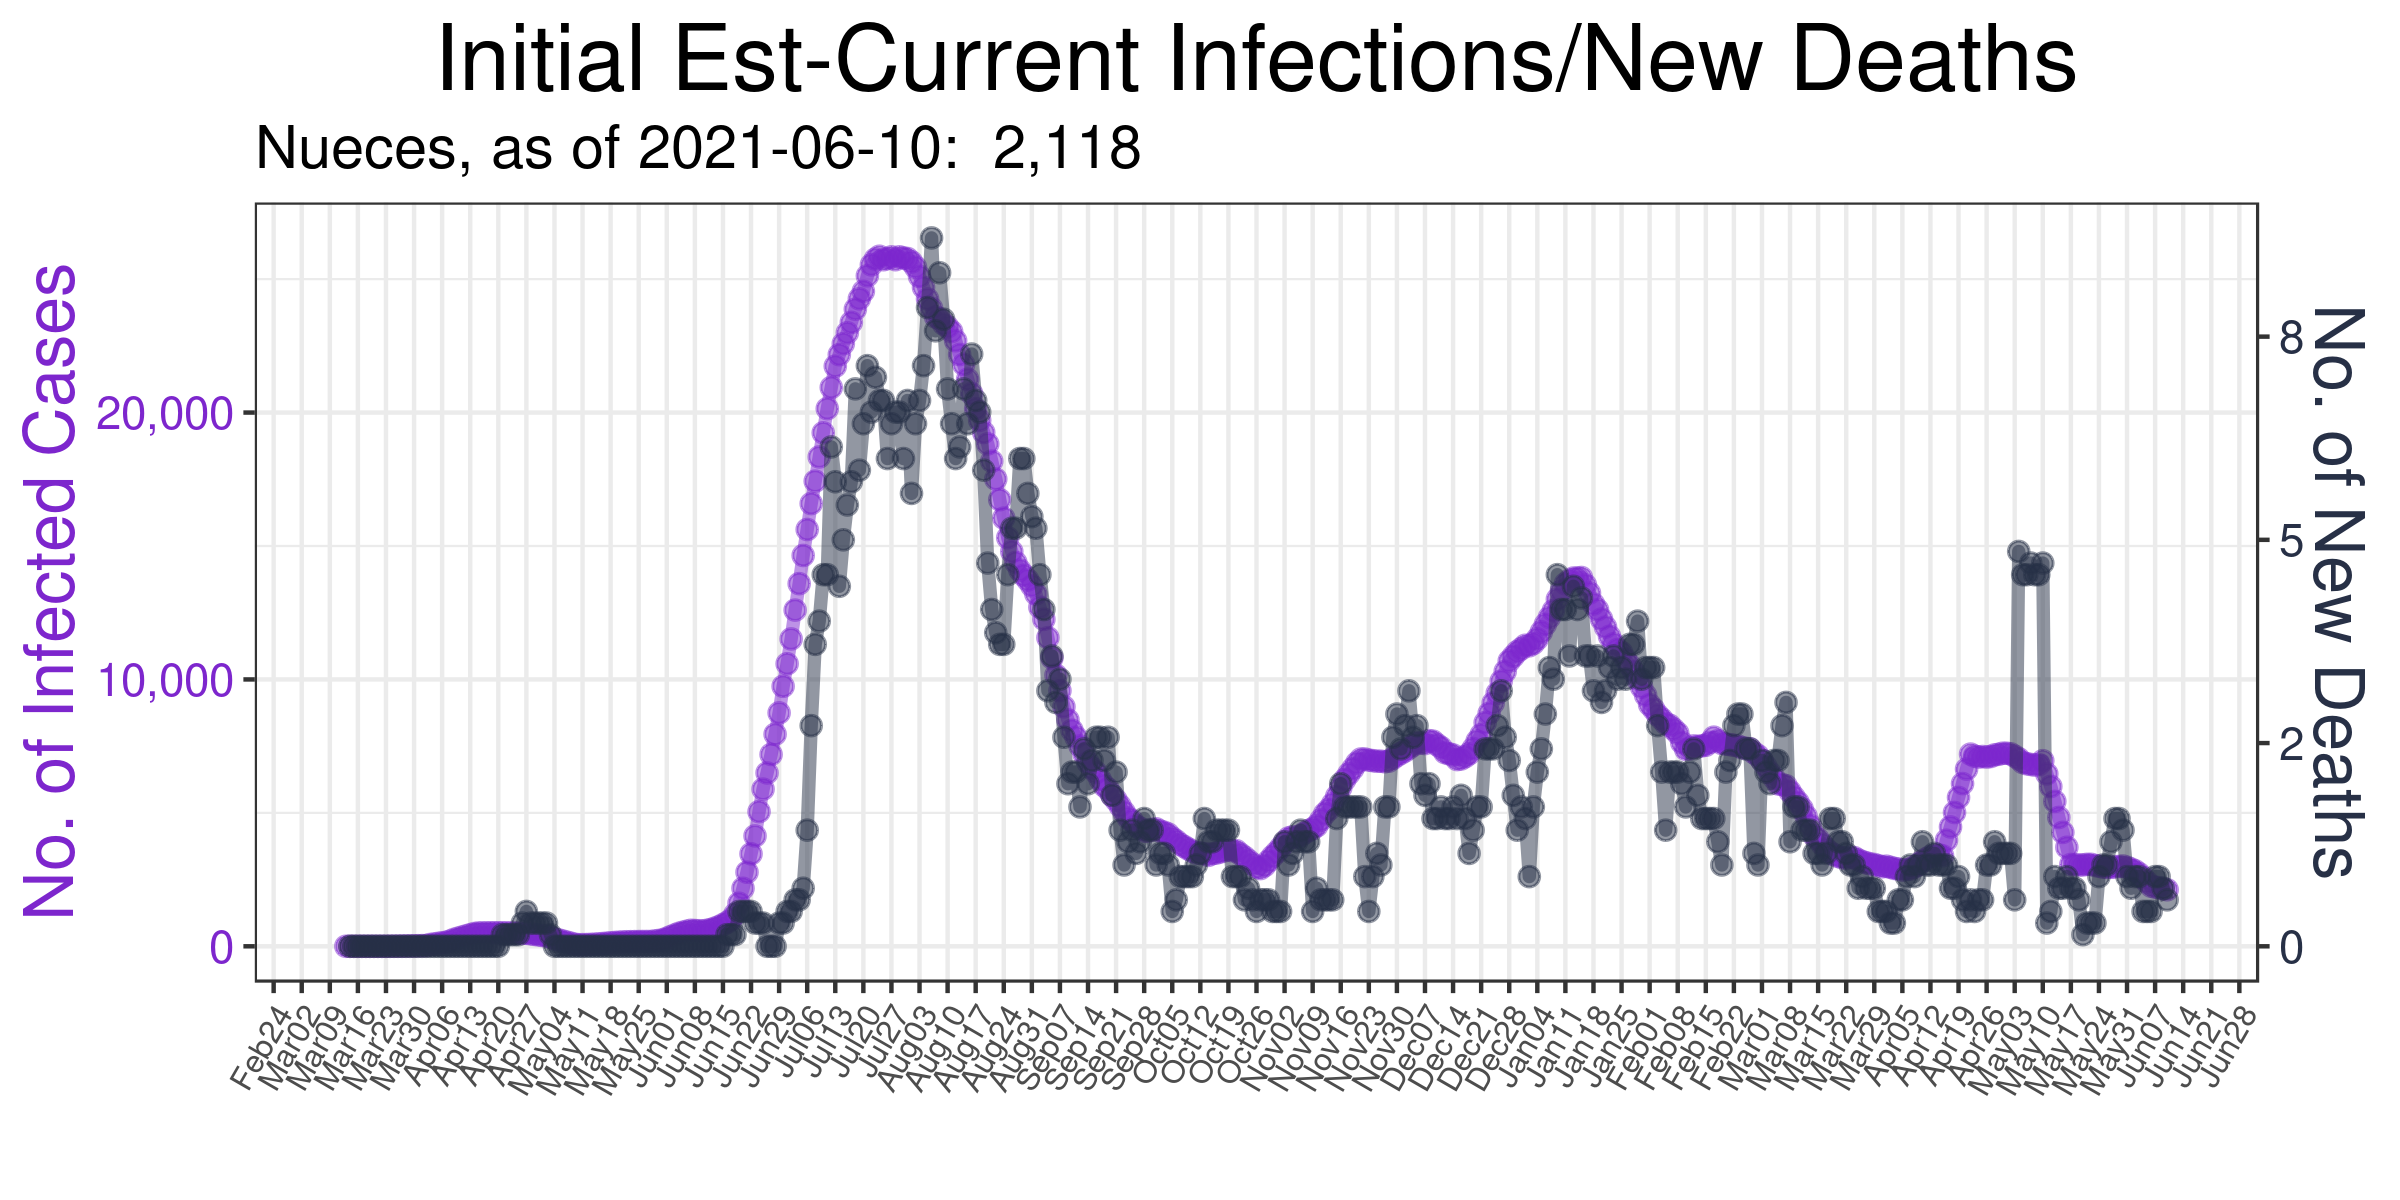 Initial Est-Current Infections/New Deaths
Nueces, as of 2021-06-10:  2,118
No. of Infected Cases
20,000
10,000
0
No. of New Deaths
8
5
2
0
Feb24
Mar02
Mar09
Mar16
Mar23
Mar30
Apr06
Apr13
Apr20
Apr27
May04
May11
May18
May25
Jun01
Jun08
Jun15
Jun22
Jun29
Jul06
Jul13
Jul20
Jul27
Aug03
Aug10
Aug17
Aug24
Aug31
Sep07
Sep14
Sep21
Sep28
Oct05
Oct12
Oct19
Oct26
Nov02
Nov09
Nov16
Nov23
Nov30
Dec07
Dec14
Dec21
Dec28
Jan04
Jan11
Jan18
Jan25
Feb01
Feb08
Feb15
Feb22
Mar01
Mar08
Mar15
Mar22
Mar29
Apr05
Apr12
Apr19
Apr26
May03
May10
May17
May24
May31
Jun07
Jun14
Jun21
Jun28